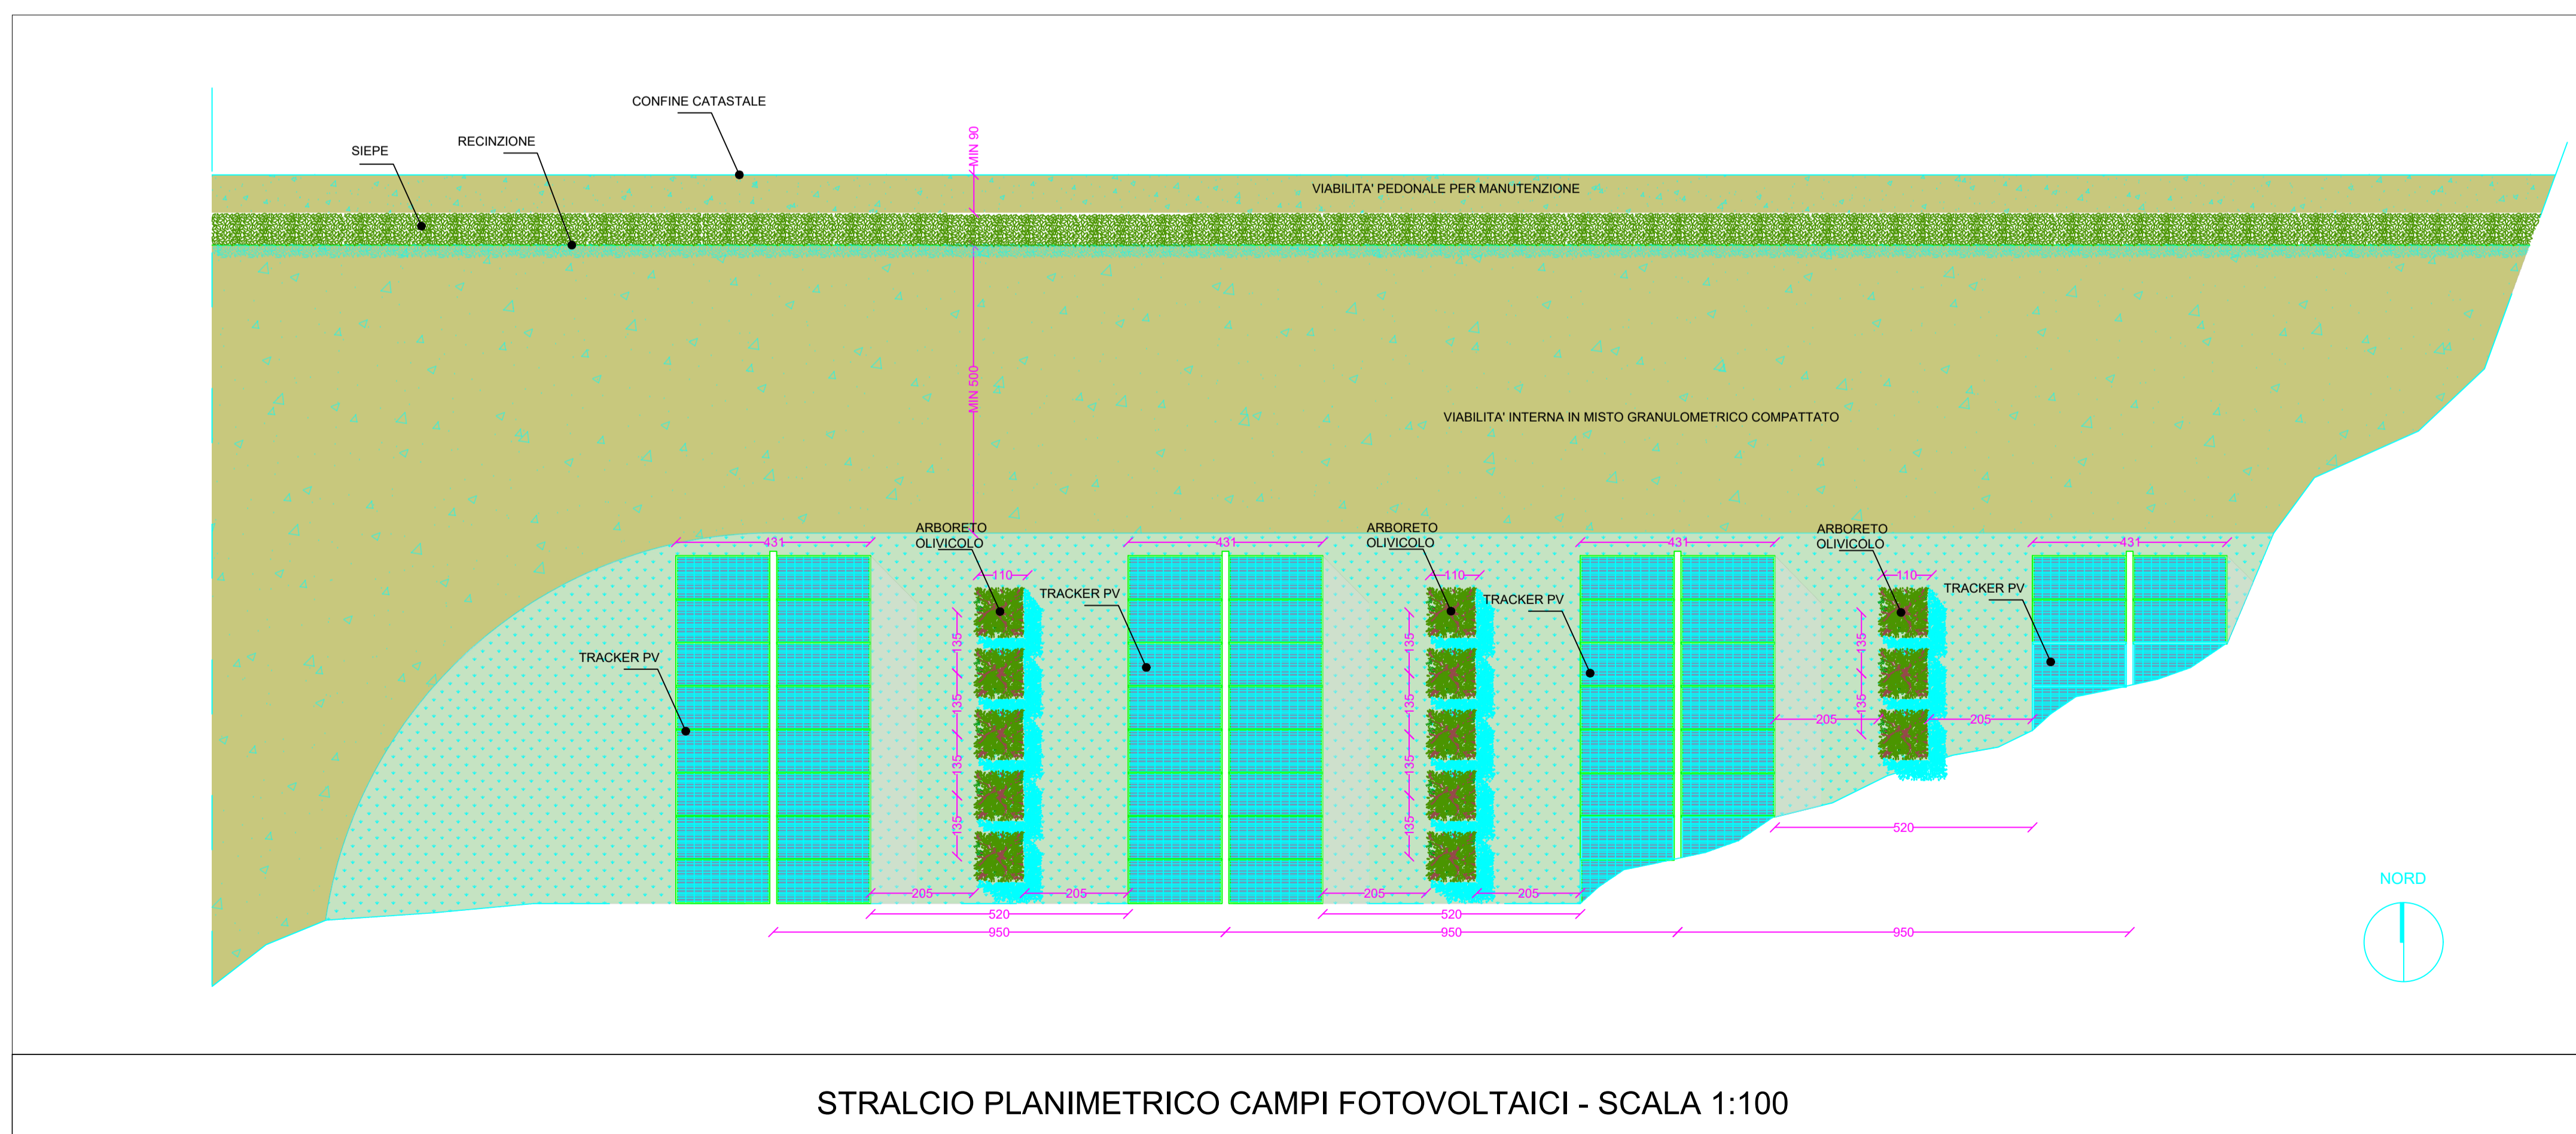 CONFINE CATASTALE
RECINZIONE
SIEPE
MIN 90
VIABILITA' PEDONALE PER MANUTENZIONE
MIN 500
VIABILITA' INTERNA IN MISTO GRANULOMETRICO COMPATTATO
ARBORETO
OLIVICOLO
ARBORETO
OLIVICOLO
ARBORETO
OLIVICOLO
431
431
431
431
110
110
110
TRACKER PV
TRACKER PV
TRACKER PV
TRACKER PV
135
135
135
135
135
135
135
135
135
135
205
205
520
205
205
205
205
520
520
950
950
950
NORD
STRALCIO PLANIMETRICO CAMPI FOTOVOLTAICI - SCALA 1:100